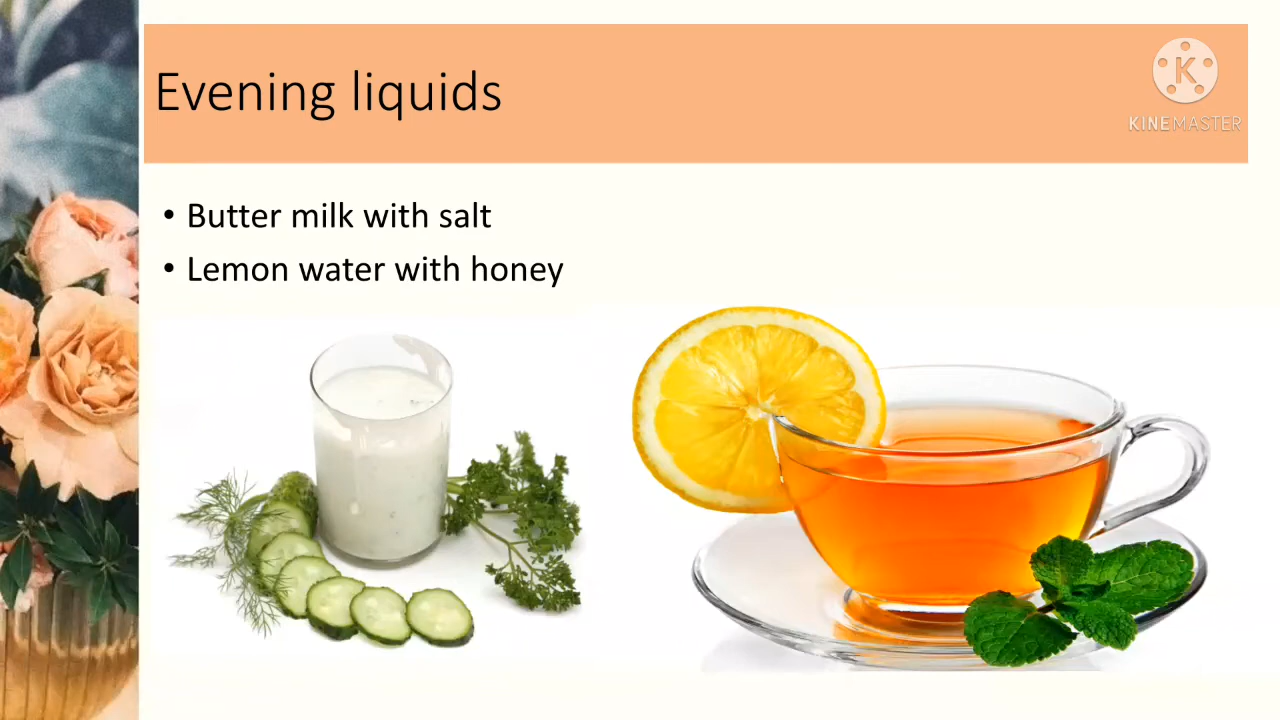 Evening liquids
K
KINEMASTER
• Butter milk with salt
• Lemon water with honey